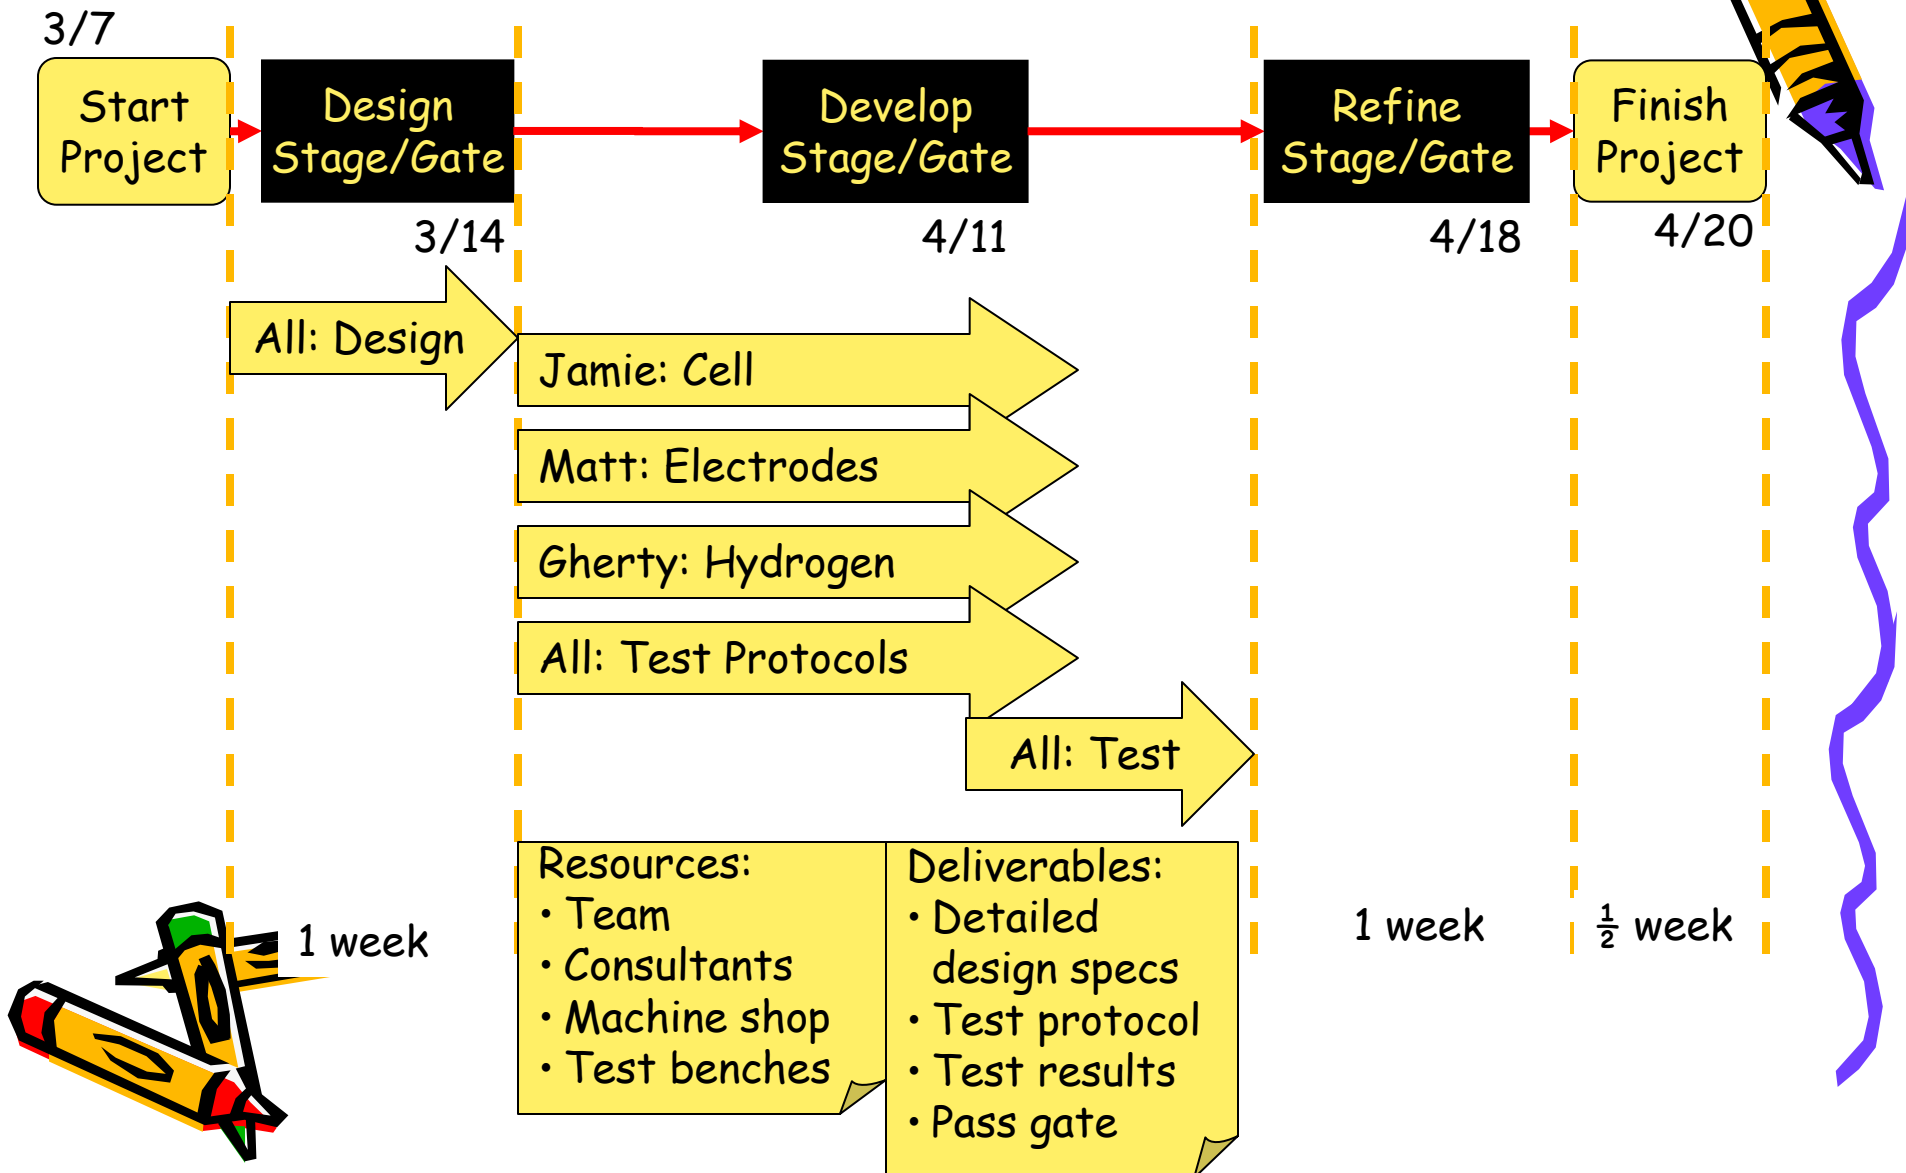 3/7
Start
Project
Design
Stage/Gate
Develop
Stage/Gate
Refine
Stage/Gate
Finish
Project
3/14
4/11
4/18
4/20
All: Design
Jamie: Cell
Matt: Electrodes
Gherty: Hydrogen
All: Test Protocols
All: Test
Resources:
• Team
• Consultants
• Machine shop
• Test benches
Deliverables:
• Detailed
design specs
• Test protocol
• Test results
• Pass gate
1 week
1 week
½ week